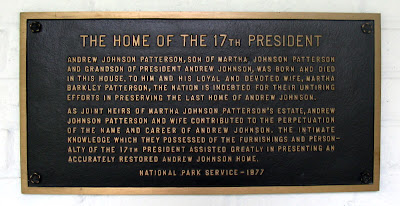 THE HOME OF THE 17TH PRESIDENT
ANDREW JOHNSON PATTERSON, SON OF MARTHA JOHNSON PATTERSON
AND GRANDSON OF PRESIDENT ANDREW JOHNSON, WAS BORN AND DIED
IN THIS HOUSE. TO HIM AND HIS LOYAL AND DEVOTED WIFE, MARTHA
BARKLEY PATTERSON, THE NATION IS INDEBTED FOR THEIR UNTIRING
EFFORTS IN PRESERVING THE LAST HOME OF ANDREW JOHNSON.
AS JOINT HEIRS OF MARTHA JOHNSON PATTERSON'S ESTATE, ANDREW
JOHNSON PATTERSON AND WIFE CONTRIBUTED TO THE PERPETUATION
OF THE NAME AND CAREER OF ANDREW JOHNSON. THE INTIMATE
KNOWLEDGE WHICH THEY POSSESSED OF THE FURNISHINGS AND PERSON-
ALTY OF THE 17TH PRESIDENT ASSISTED GREATLY IN PRESENTING AN
ACCURATELY RESTORED ANDREW JOHNSON HOME.
NATIONAL PARK SERVICE-1977